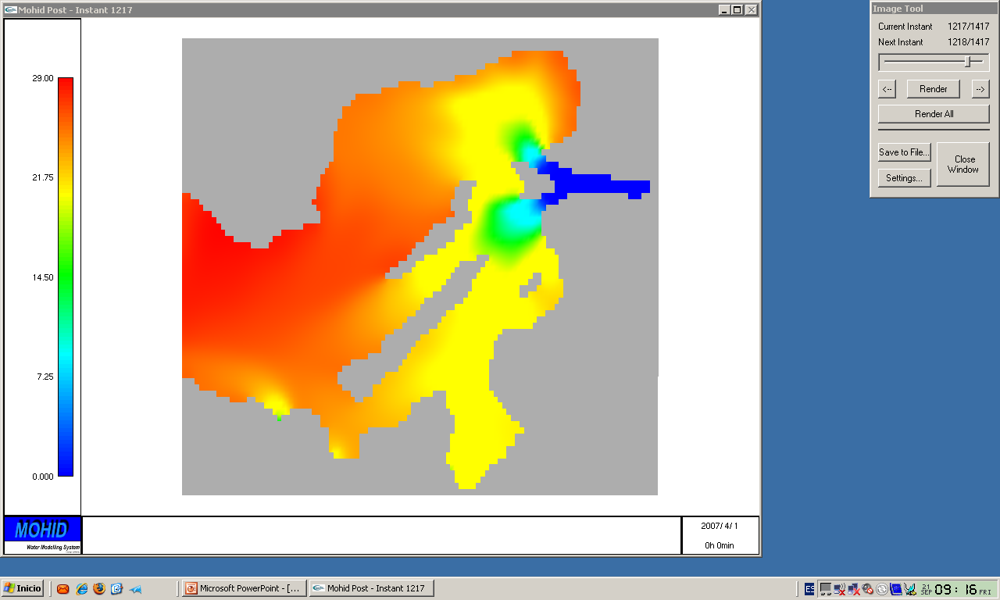 Mohid Post - Instant 1217
29.00
21.75
14.50
7.25
0.000
MOHID
Water Modelling System
2007/ 4/ 1
0h 0min
Image Tool
Current Instant 1217/1417
Next Instant 1218/1417
<-- Render -->
Render All
Save to File...
Close
Window
Settings...
Inicio
Microsoft PowerPoint - [...
Mohid Post - Instant 1217
ES
21
SEP
09:16 FRI